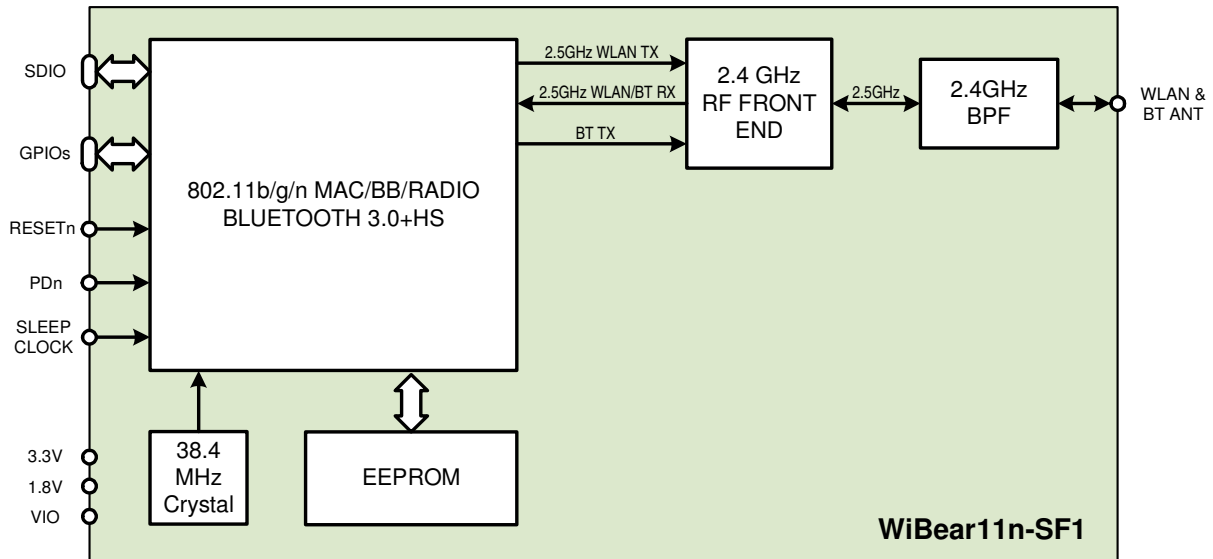 SDIO
GPIOs
RESETn
PDn
SLEEP
CLOCK
3.3V
1.8V
VIO
802.11b/g/n MAC/BB/RADIO
BLUETOOTH 3.0+HS
38.4
MHz
Crystal
EEPROM
2.5GHz WLAN TX
2.5GHz WLAN/BT RX
BT TX
2.4 GHz
RF FRONT
END
2.5GHz
2.4GHz
BPF
WLAN &
BT ANT
WiBear11n-SF1